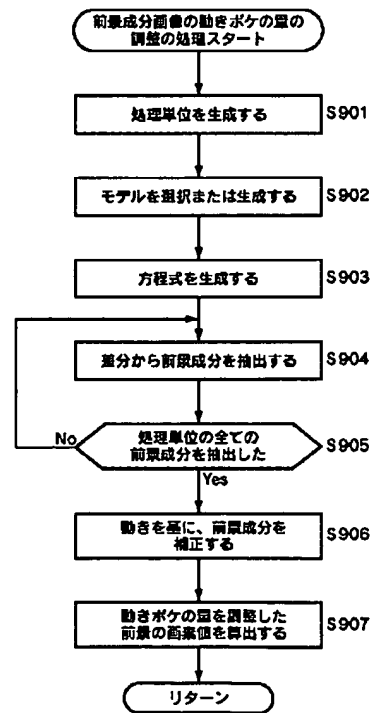 前景成分画像の動きボケの量の
調整の処理スタート
処理単位を生成する
S901
モデルを選択または生成する
S902
方程式を生成する
S903
差分から前景成分を抽出する
S904
処理単位の全ての
前景成分を抽出した
S905
No
Yes
動きを基に、前景成分を
補正する
S906
動きボケの量を調整した
前景の画素値を算出する
S907
リターン